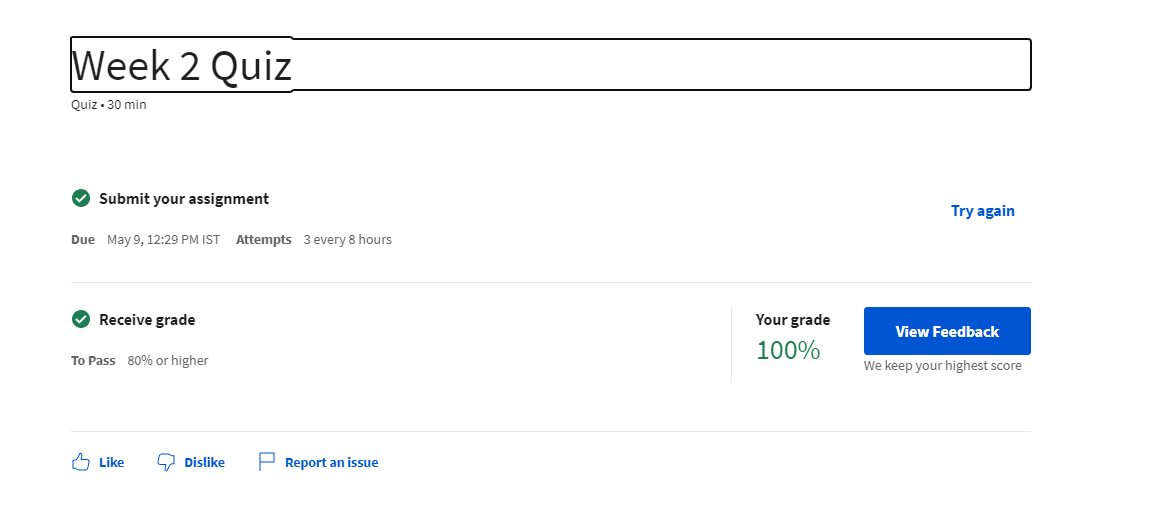 Week 2 Quiz
Quiz • 30 min
Submit your assignment
Try again
Due May 9, 12:29 PM IST Attempts 3 every 8 hours
Receive grade
To Pass 80% or higher
Your grade
100%
View Feedback
We keep your highest score
Like Dislike Report an issue